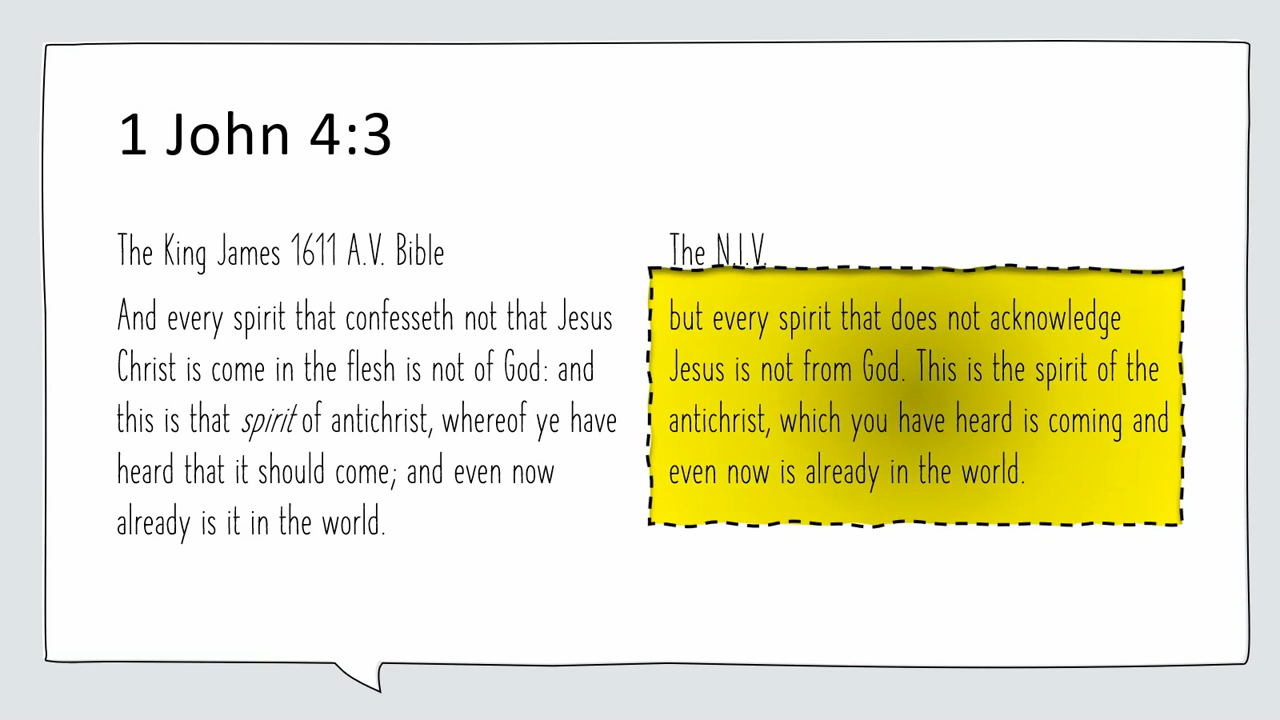 1 John 4:3
The King James 1611 A.V. Bible
And every spirit that confesseth not that Jesus
Christ is come in the flesh is not of God: and
this is that spirit of antichrist, whereof ye have
heard that it should come; and even now
already is it in the world.
The N.I.V.
but every spirit that does not acknowledge
Jesus is not from God. This is the spirit of the
antichrist, which you have heard is coming and
even now is already in the world.